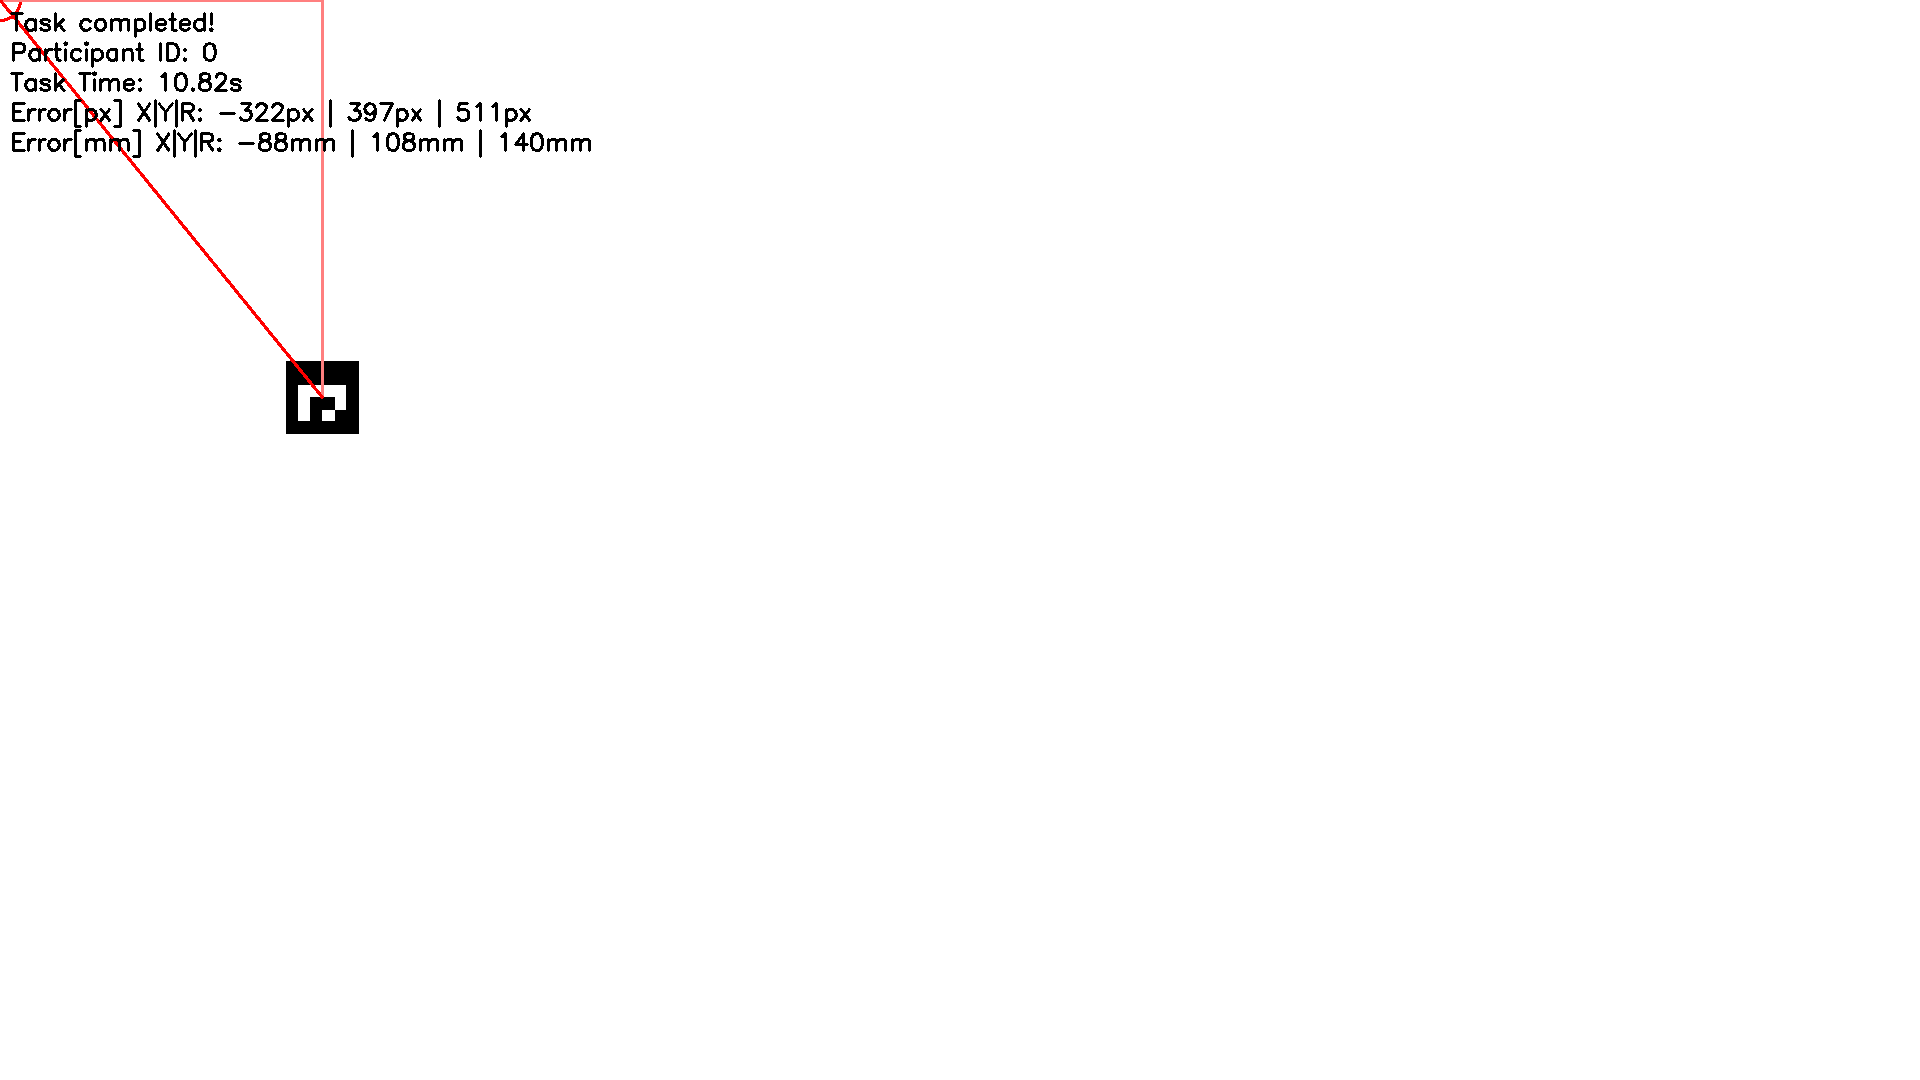 Task completed!
Participant ID: 0
Task Time: 10.82s
Error[px] X|Y|R: -322px | 397px | 511px
Error[mm] X|Y|R: -88mm | 108mm | 140mm